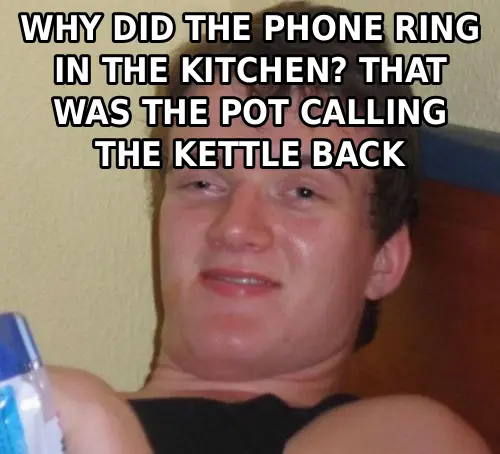 WHY DID THE PHONE RING
IN THE KITCHEN? THAT
WAS THE POT CALLING
THE KETTLE BACK